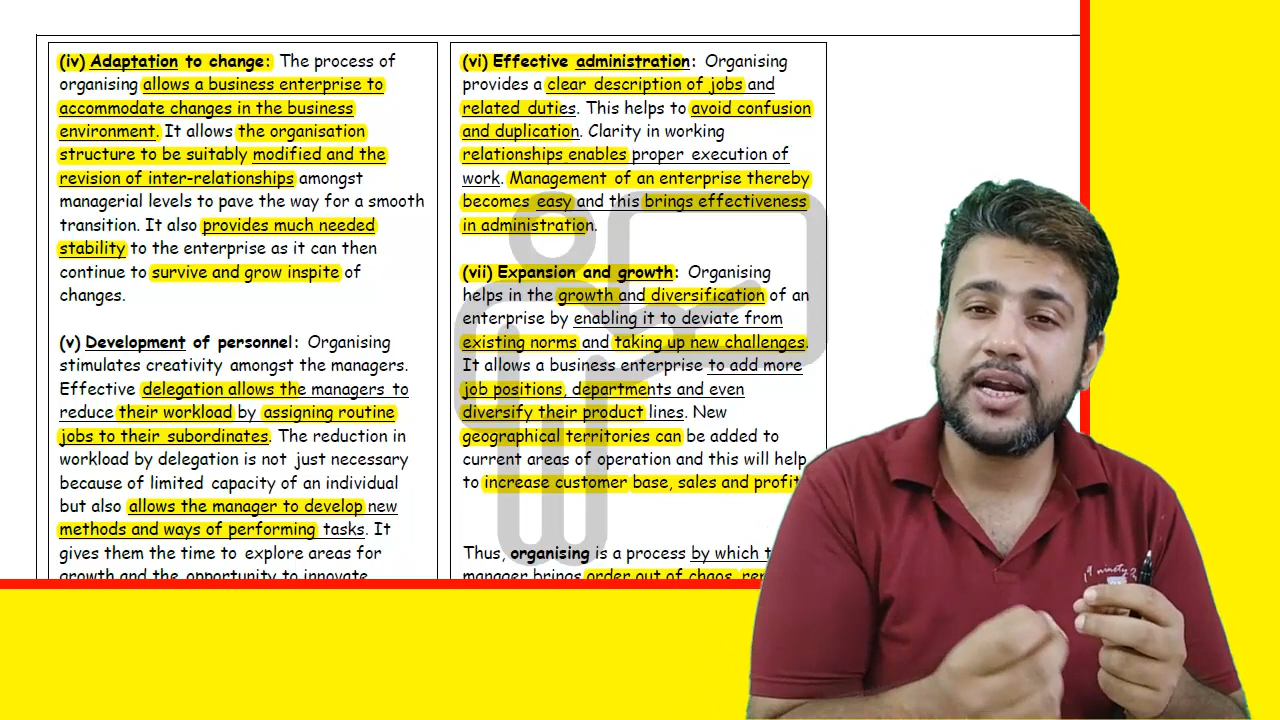 (iv) Adaptation to change: The process of
organising allows a business enterprise to
accommodate changes in the business
environment. It allows the organisation
structure to be suitably modified and the
revision of inter-relationships amongst
managerial levels to pave the way for a smooth
transition. It also provides much needed
stability to the enterprise as it can then
continue to survive and grow inspite of
changes.
(v) Development of personnel: Organising
stimulates creativity amongst the managers.
Effective delegation allows the managers to
reduce their workload by assigning routine
jobs to their subordinates. The reduction in
workload by delegation is not just necessary
because of limited capacity of an individual
but also allows the manager to develop new
methods and ways of performing tasks. It
gives them the time to explore areas for
growth and the opportunity to innovate
(vi) Effective administration: Organising
provides a clear description of jobs and
related duties. This helps to avoid confusion
and duplication. Clarity in working
relationships enables proper execution of
work. Management of an enterprise thereby
becomes easy and this brings effectiveness
in administration.
(vii) Expansion and growth: Organising
helps in the growth and diversification of an
enterprise by enabling it to deviate from
existing norms and taking up new challenges.
It allows a business enterprise to add more
job positions, departments and even
diversify their product lines. New
geographical territories can be added to
current areas of operation and this will help
to increase customer base, sales and profit
Thus, organising is a process by which
manager brings order out of chaos,